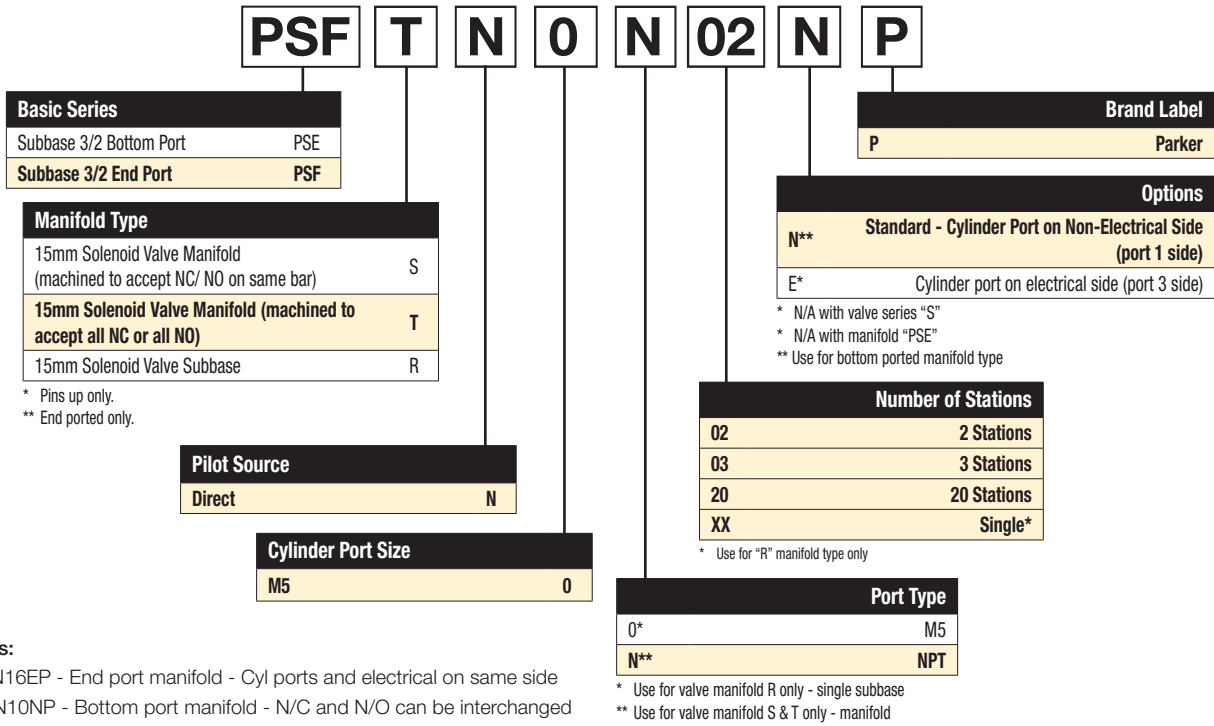 PSF T N 0 N 02 N P
Basic Series
Subbase 3/2 Bottom Port PSE
Subbase 3/2 End Port PSF
Brand Label
P Parker
Manifold Type
15mm Solenoid Valve Manifold
(machined to accept NC/ NO on same bar) S
15mm Solenoid Valve Manifold (machined to
accept all NC or all NO) T
15mm Solenoid Valve Subbase R
* Pins up only.
** End ported only.
Options
N** Standard - Cylinder Port on Non-Electrical Side
(port 1 side)
E* Cylinder port on electrical side (port 3 side)
* N/A with valve series “S”
* N/A with manifold “PSE”
** Use for bottom ported manifold type
Pilot Source
Direct N
Number of Stations
02 2 Stations
03 3 Stations
20 20 Stations
XX Single*
* Use for “R” manifold type only
Cylinder Port Size
M5 0
Port Type
0* M5
N** NPT
* Use for valve manifold R only - single subbase
** Use for valve manifold S & T only - manifold
s:
N16EP - End port manifold - Cyl ports and electrical on same side
N10NP - Bottom port manifold - N/C and N/O can be interchanged